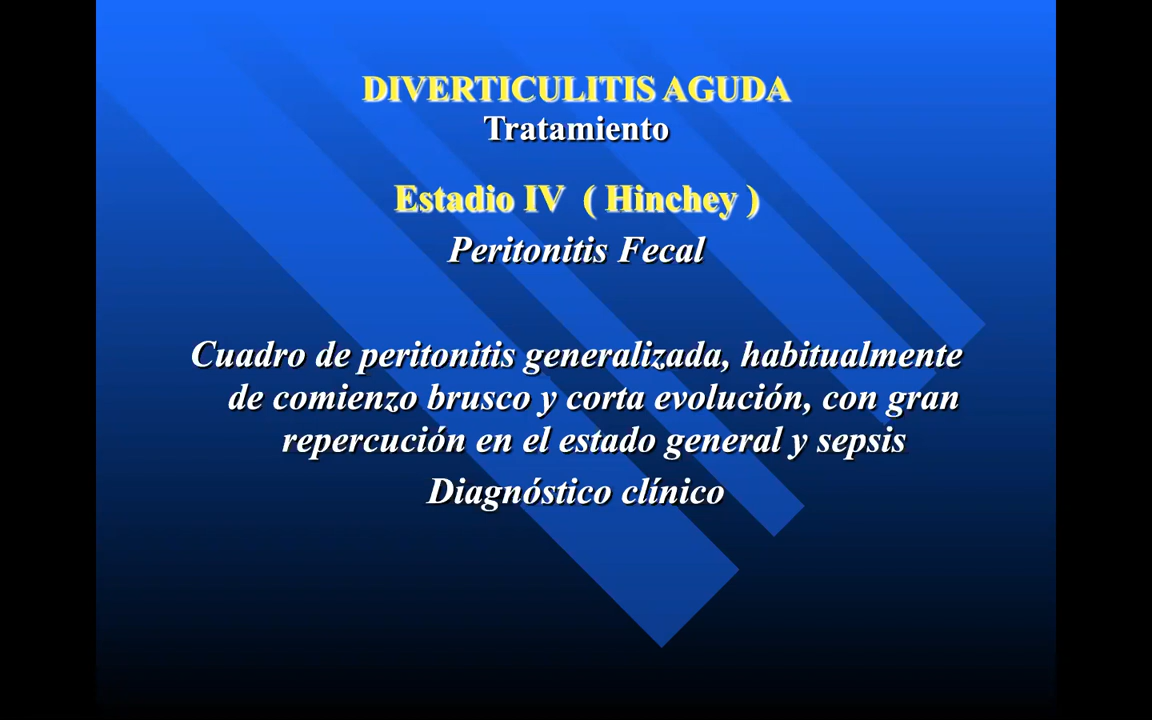 DIVERTICULITIS AGUDA
Tratamiento
Estadio IV ( Hinchey )
Peritonitis Fecal
Cuadro de peritonitis generalizada, habitualmente
de comienzo brusco y corta evolución, con gran
repercución en el estado general y sepsis
Diagnóstico clínico